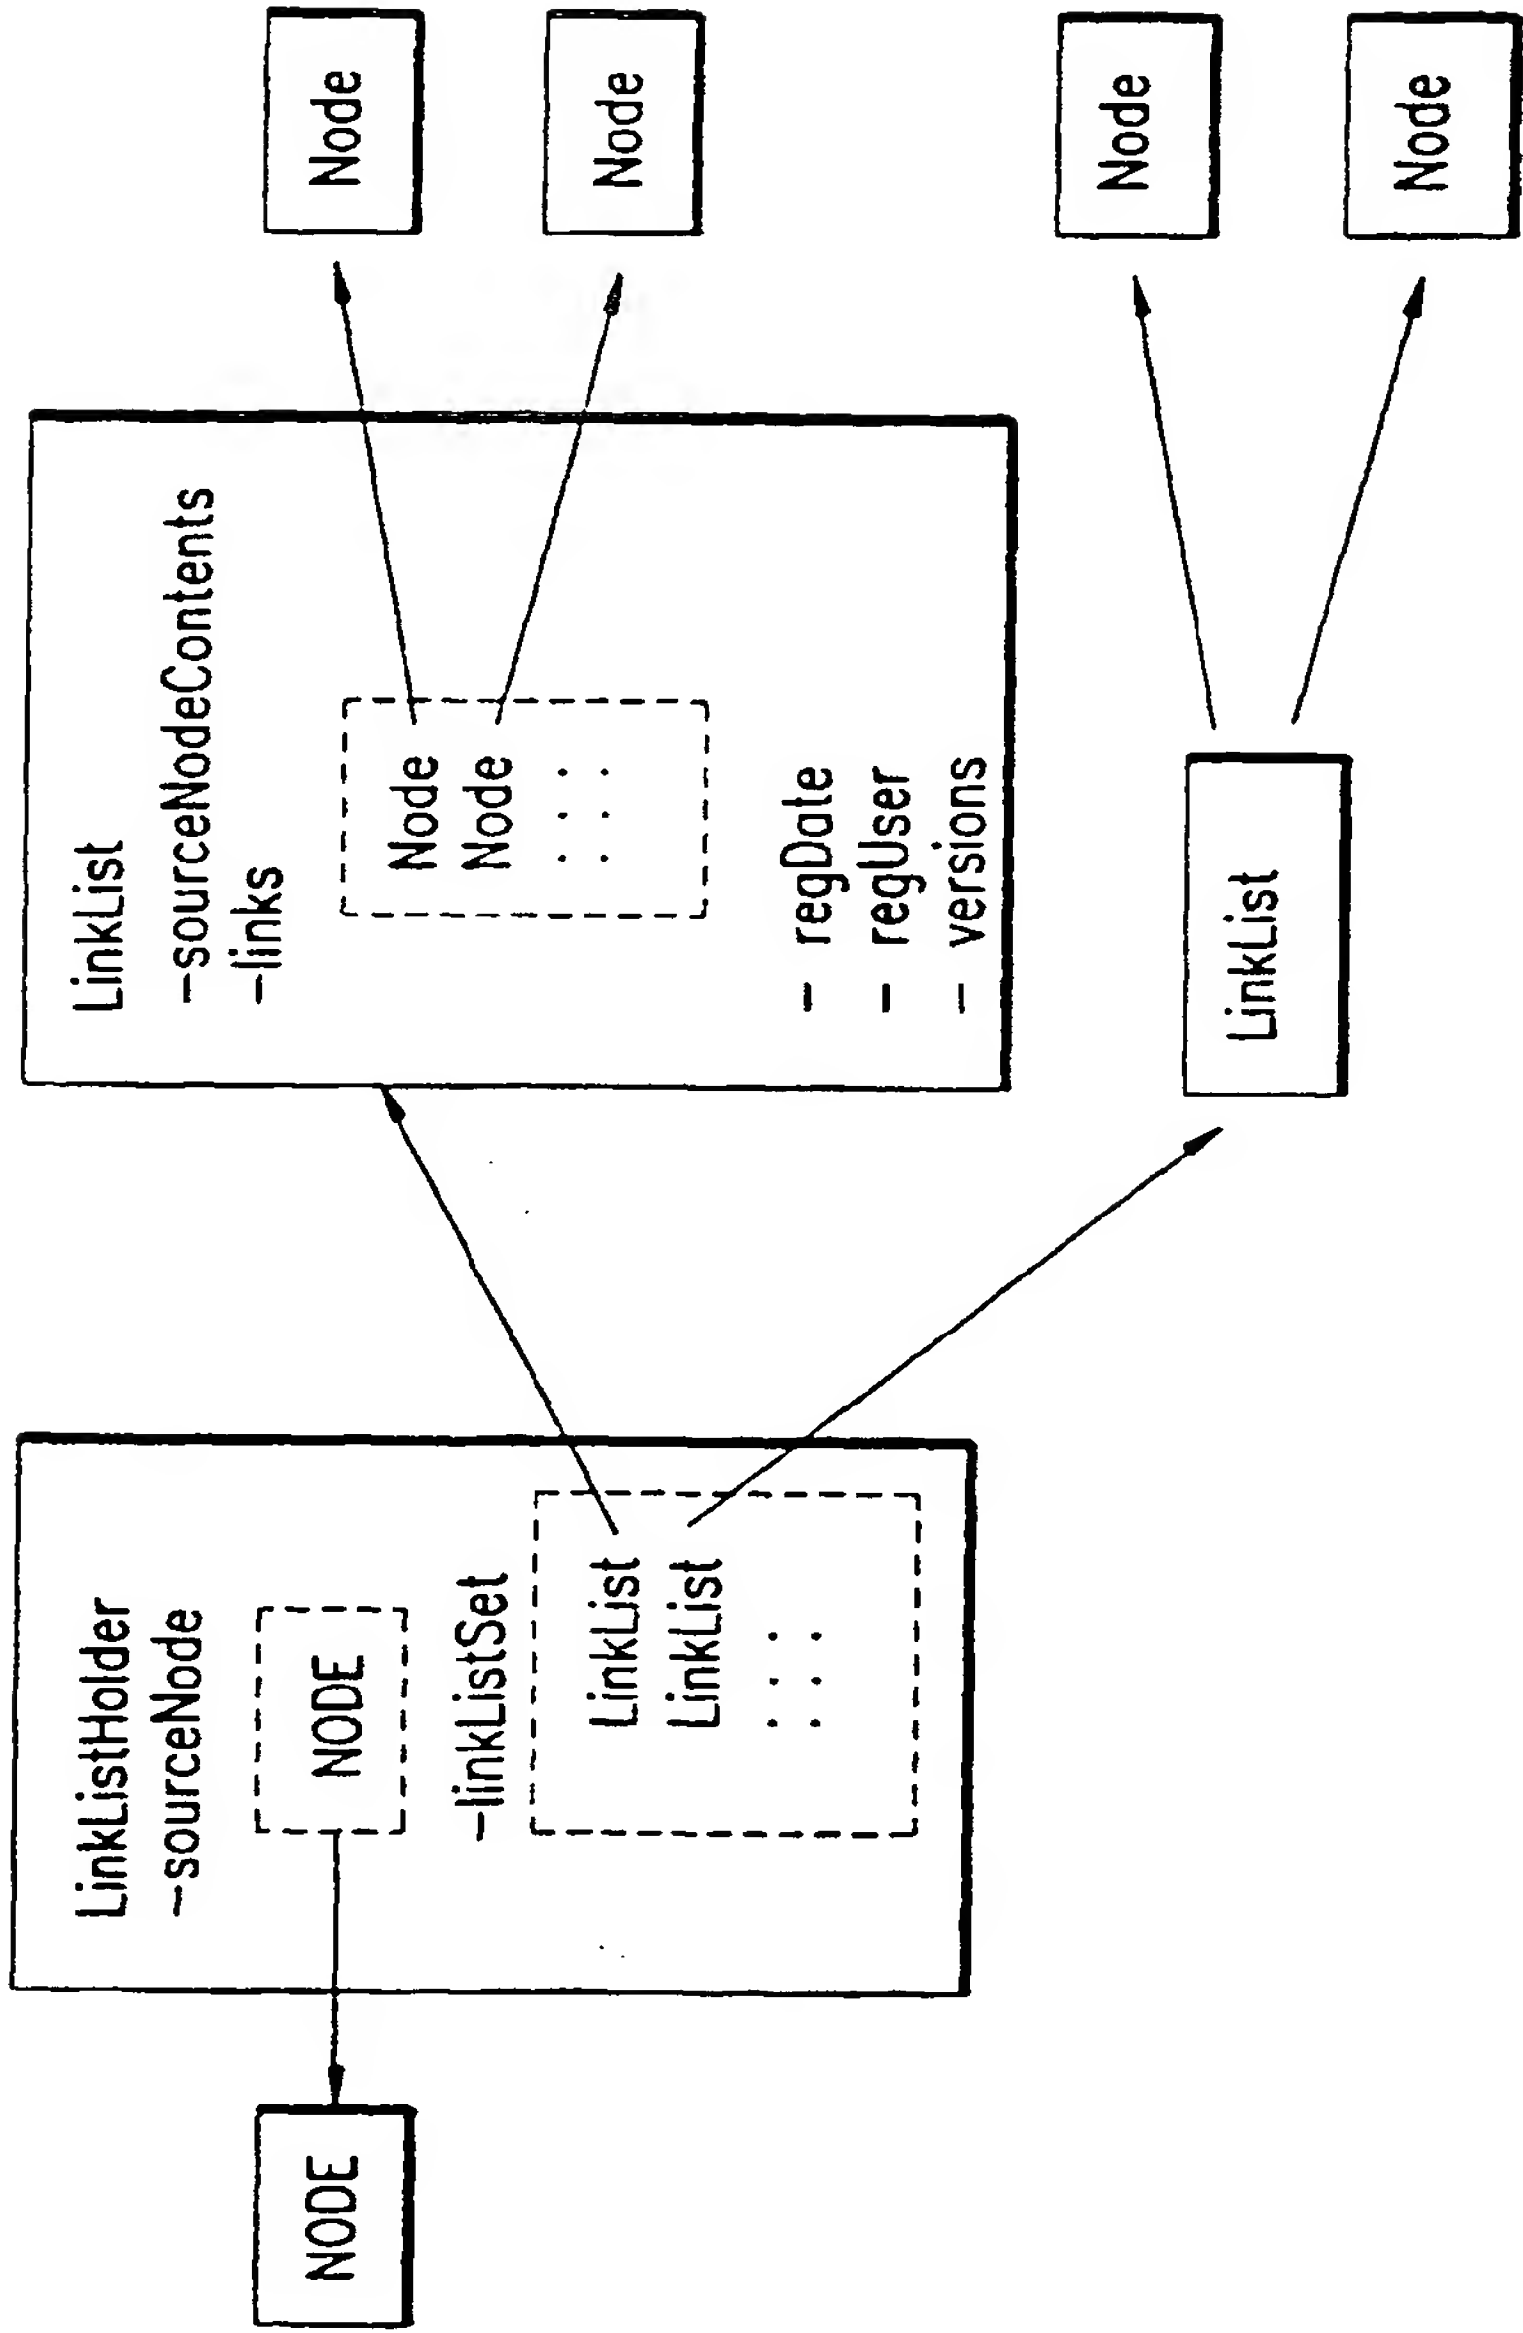 NODE
LinkListHolder
-sourceNode
NODE
-linkListSet
LinkList
LinkList
. . .
. . .
LinkList
-sourceNodeContents
-links
Node
Node
. . .
. . .
- regDate
- regUser
- versions
LinkList
Node
Node
Node
Node